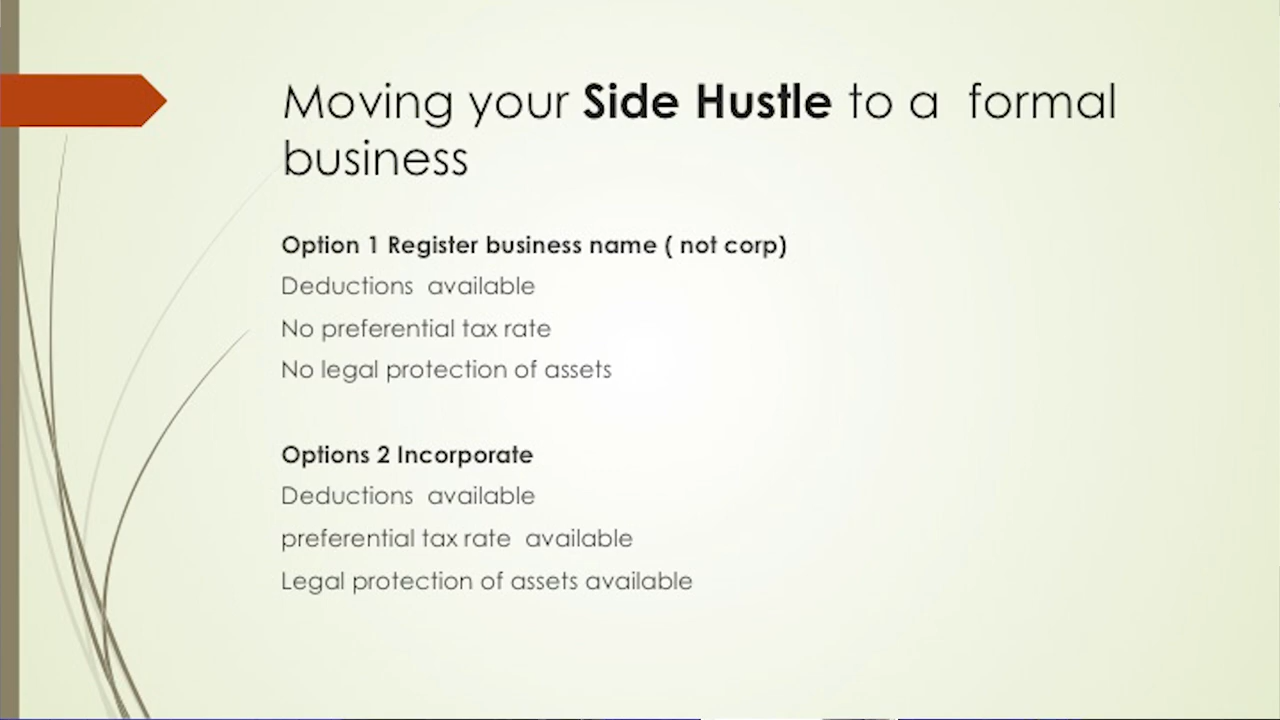 Moving your Side Hustle to a  formal
business
Option 1 Register business name ( not corp)
Deductions  available
No preferential tax rate
No legal protection of assets
Options 2 Incorporate
Deductions  available
preferential tax rate  available
Legal protection of assets available